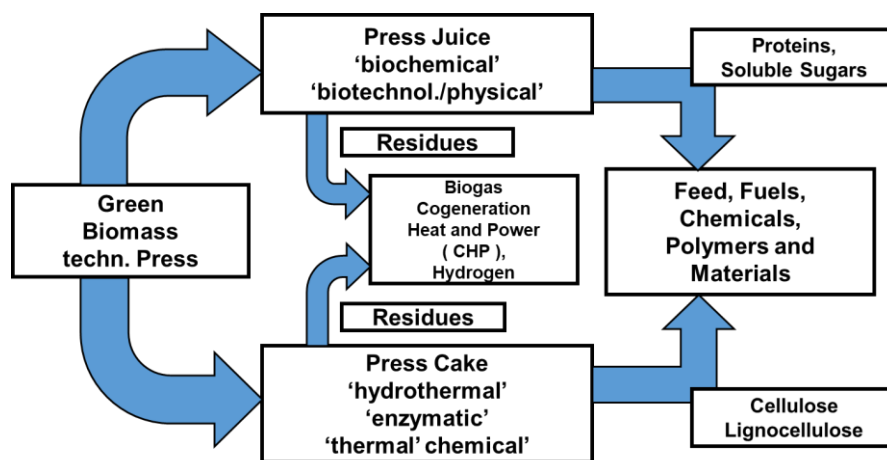 Press Juice
‘biochemical’
‘biotechnol./physical’
Proteins,
Soluble Sugars
Residues
Green
Biomass
techn. Press
Biogas
Cogeneration
Heat and Power
( CHP ),
Hydrogen
Feed, Fuels,
Chemicals,
Polymers and
Materials
Residues
Press Cake
‘hydrothermal’
‘enzymatic’
‘thermal’ chemical’
Cellulose
Lignocellulose